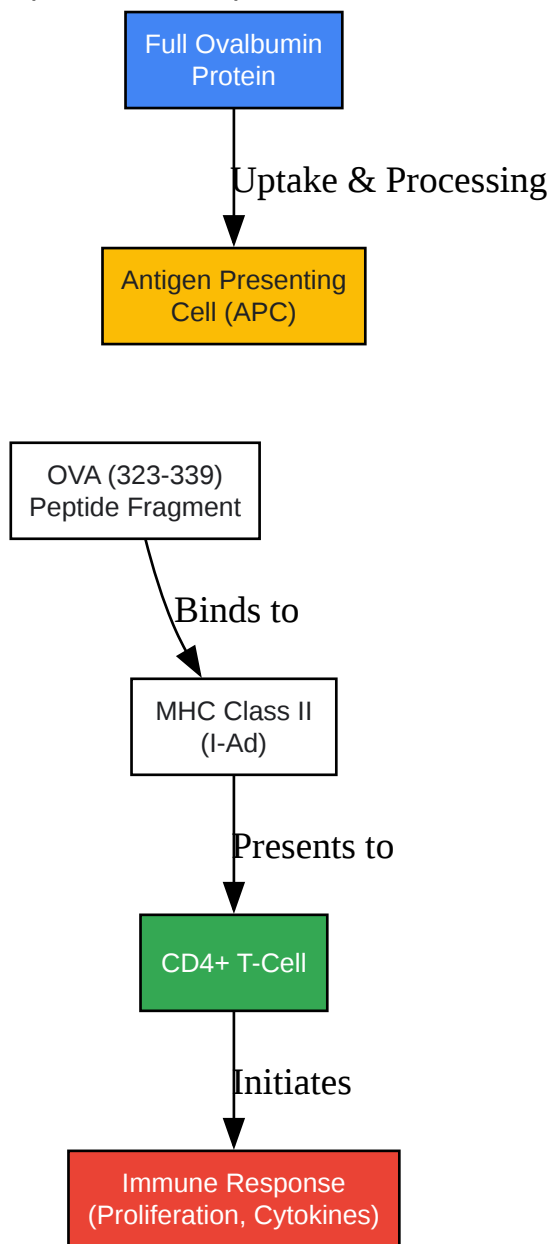 Full Ovalbumin
Protein
Uptake & Processing
Antigen Presenting
Cell (APC)
OVA (323-339)
Peptide Fragment
Binds to
MHC Class II
(I-Ad)
Presents to
CD4+ T-Cell
Initiates
Immune Response
(Proliferation, Cytokines)